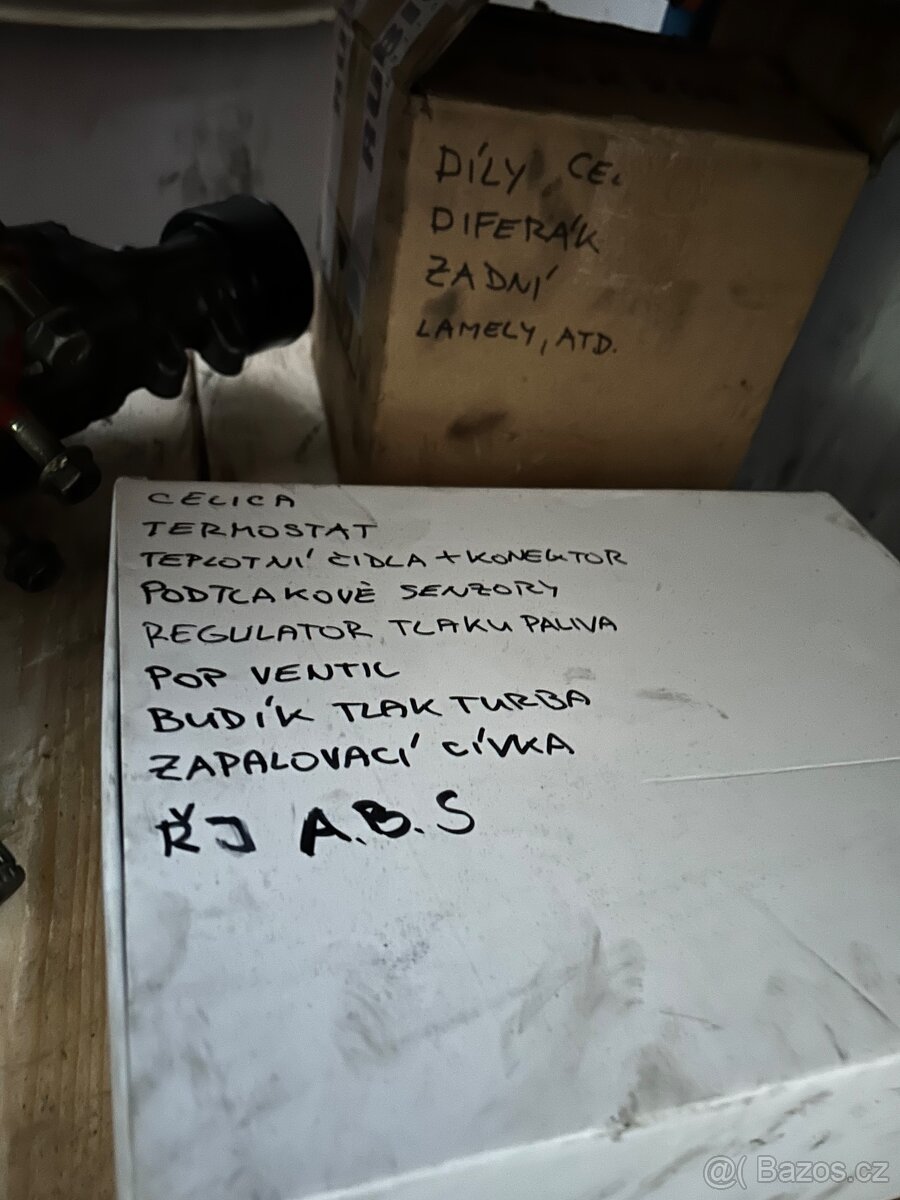 DÍLY CEL
DIFERÁK
ZADNÍ
LAMELY, ATD.
CELICA
TERMOSTAT
TEPLOTNÍ ČIDLA + KONEKTOR
PODTLAKOVÉ SENZORY
REGULATOR TLAKU PALIVA
POP VENTIL
BUDÍK TLAK TURBA
ZAPALOVACÍ CÍVKA
ŘJ A.B.S
@( Bazos.cz